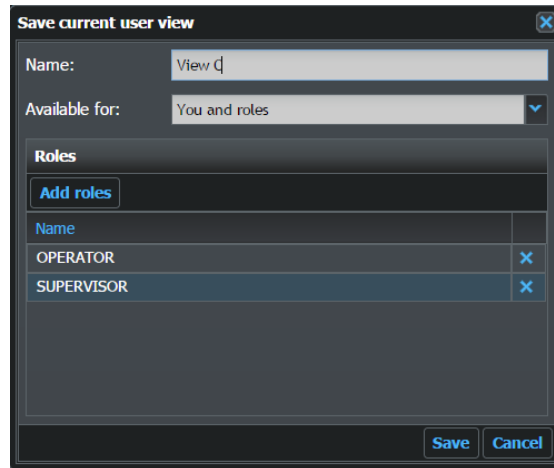 Save current user view
Name: View C
Available for: You and roles
Roles
Add roles
Name
OPERATOR
SUPERVISOR
Save Cancel